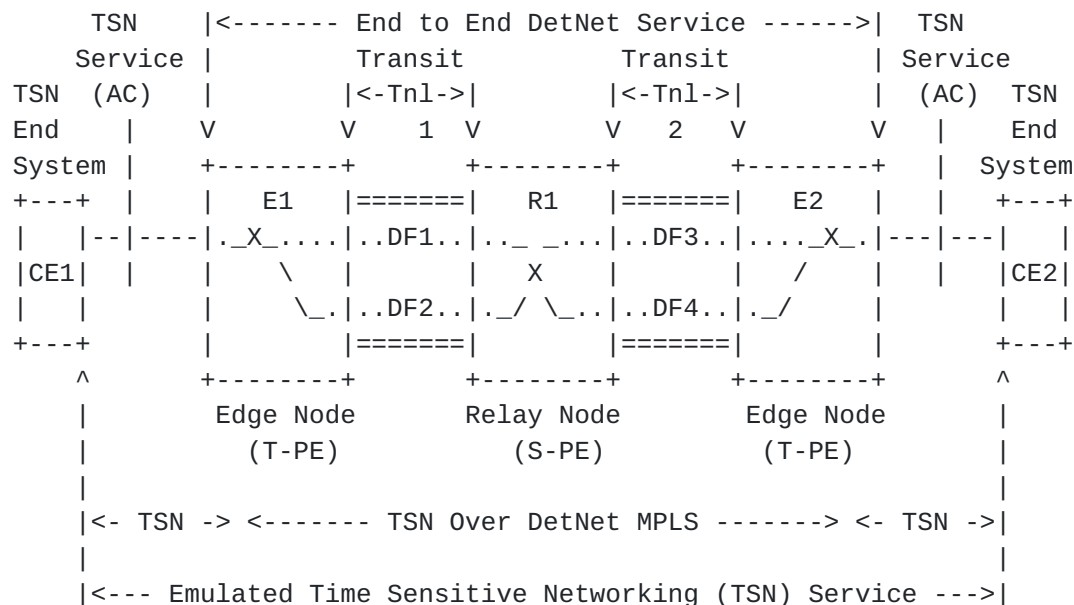 TSN    |<------- End to End DetNet Service ------>|  TSN
     Service |         Transit          Transit         | Service
TSN  (AC)    |        |<-Tnl->|        |<-Tnl->|        |  (AC)  TSN
End    |     V        V    1  V        V   2   V        V   |    End
System |     +--------+       +--------+       +--------+   |  System
+---+  |     |   E1   |=======|   R1   |=======|   E2   |   |   +---+
|   |--|-----|._X_....|..DF1..|.._ _...|..DF3..|...._X_.|---|---|   |
|CE1|  |     |    \   |       |   X    |       |   /    |   |   |CE2|
|   |        |     \_.|..DF2..|._/ \_..|..DF4..|._/     |       |   |
+---+        |        |=======|        |=======|        |       +---+
    ^        +--------+       +--------+       +--------+       ^
    |         Edge Node       Relay Node        Edge Node       |
    |           (T-PE)           (S-PE)          (T-PE)         |
    |                                                           |
    |<- TSN -> <------- TSN Over DetNet MPLS -------> <- TSN ->|
    |                                                           |
    |<--- Emulated Time Sensitive Networking (TSN) Service --->|